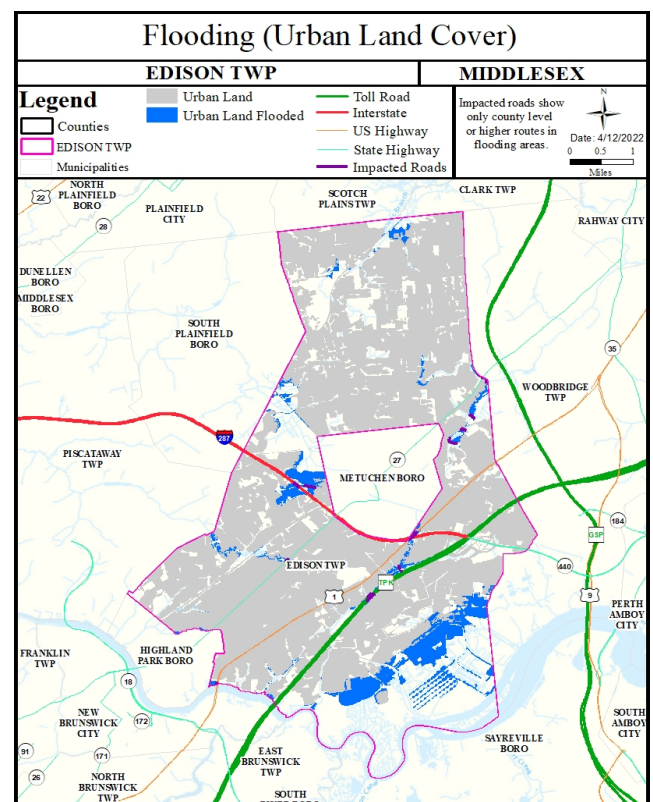 Flooding (Urban Land Cover)
EDISON TWP
MIDDLESEX
Legend
Counties
EDISON TWP
Municipalities
Urban Land
Urban Land Flooded
Toll Road
Interstate
US Highway
State Highway
Impacted Roads
Impacted roads show
only county level
or higher routes in
flooding areas.
N
Date: 4/12/2022
0 0.5 1
Miles
22
NORTH
PLAINFIELD
BORO
28
PLAINFIELD
CITY
SCOTCH
PLAINS TWP
CLARK TWP
RAHWAY CITY
DUNELLEN
BORO
MIDDLESEX
BORO
SOUTH
PLAINFIELD
BORO
35
WOODBRIDGE
TWP
287
PISCATAWAY
TWP
27
METUCHEN BORO
184
GSP
EDISON TWP
440
TPK
1
9
PERTH
AMBOY
CITY
FRANKLIN
TWP
HIGHLAND
PARK BORO
18
NEW
BRUNSWICK
CITY
172
SOUTH
AMBOY
CITY
SAYREVILLE
BORO
91
171
EAST
BRUNSWICK
TWP
26
NORTH
BRUNSWICK
TWP
SOUTH